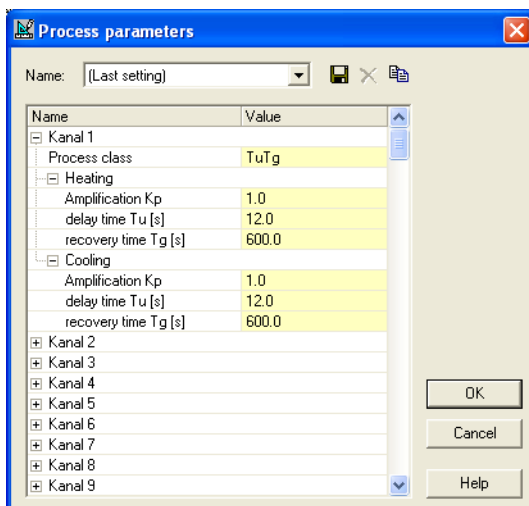 Process parameters
Name: (Last setting)
Name Value
Kanal 1
Process class TuTg
Heating
Amplification Kp 1.0
delay time Tu [s] 12.0
recovery time Tg [s] 600.0
Cooling
Amplification Kp 1.0
delay time Tu [s] 12.0
recovery time Tg [s] 600.0
Kanal 2
Kanal 3
Kanal 4
Kanal 5
Kanal 6
Kanal 7
Kanal 8
Kanal 9
OK
Cancel
Help